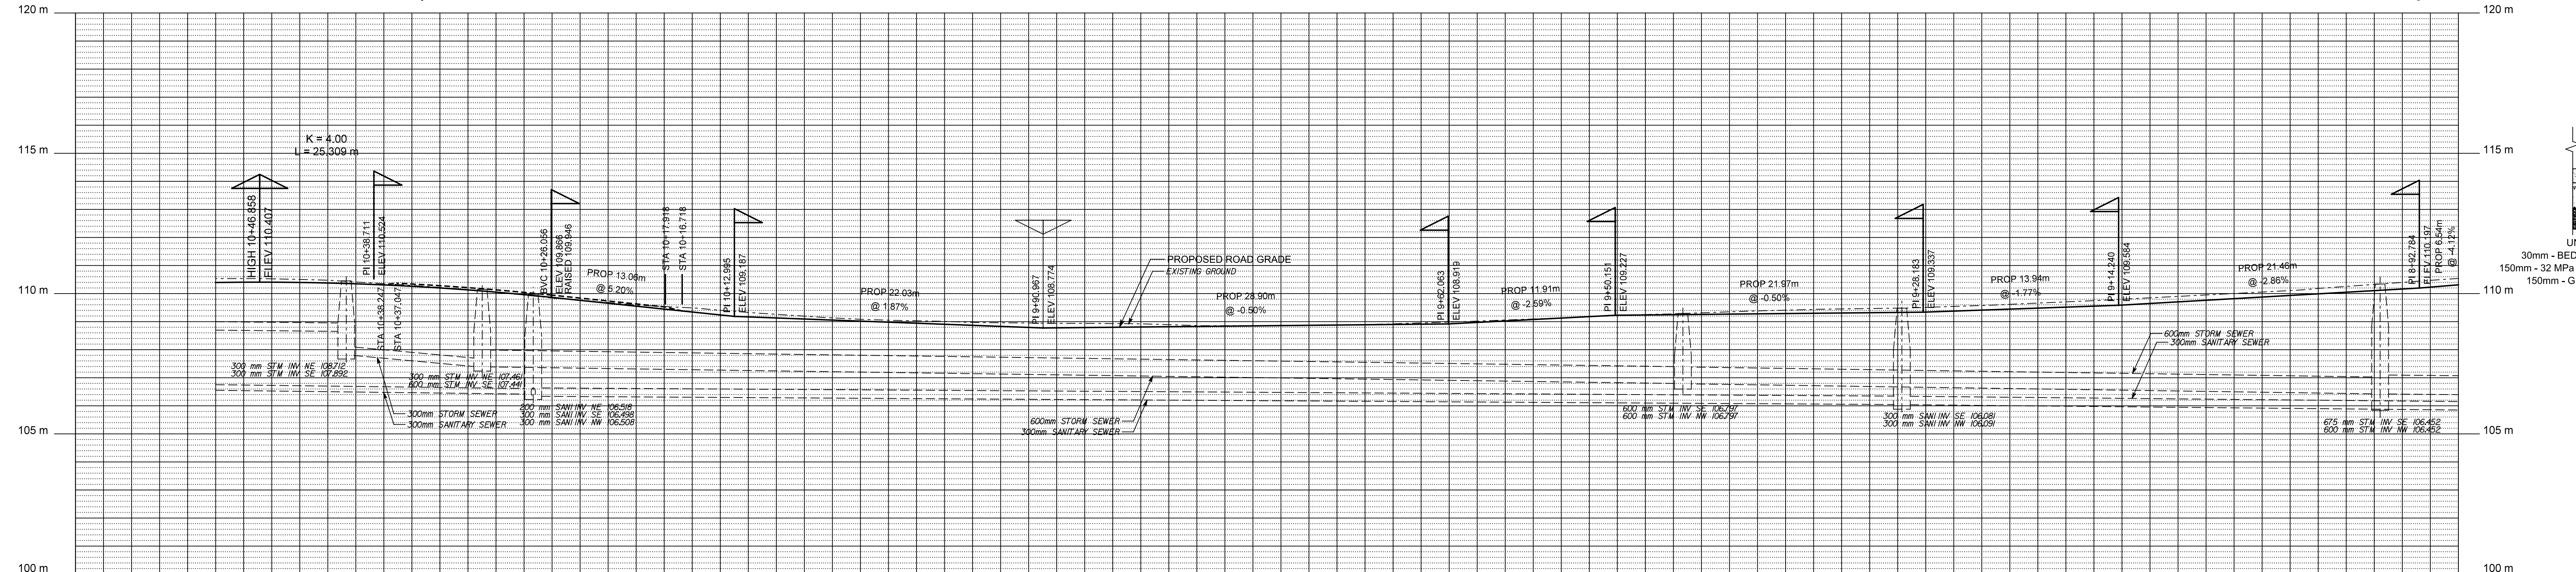 120 m
120 m
115 m
115 m
110 m
110 m
105 m
105 m
100 m
100 m
K = 4.00
L = 25.309 m
HIGH 10+46.858
ELEV 110.407
PI 10+38.711
ELEV 110.524
STA 10+38.247
STA 10+37.047
BVC 10+26.056
ELEV 109.866
RAISED 109.946
PROP 13.06m
@ 5.20%
STA 10+17.918
STA 10+16.718
PI 10+12.995
ELEV 109.187
PROP 22.03m
@ 1.87%
PI 9+90.967
ELEV 108.774
PROPOSED ROAD GRADE
EXISTING GROUND
PROP 28.90m
@ -0.50%
PI 9+62.063
ELEV 108.919
PROP 11.91m
@ -2.59%
PI 9+50.151
ELEV 109.227
PROP 21.97m
@ -0.50%
PI 9+28.183
ELEV 109.337
PROP 13.94m
@ -1.77%
PI 9+14.240
ELEV 109.584
PROP 21.46m
@ -2.86%
PI 8+92.784
ELEV 110.197
PROP 6.54m
@ -4.12%
300 mm STM INV NE 108.212
300 mm STM INV SE 107.892
300 mm STM INV NE 107.461
600 mm STM INV SE 107.441
200 mm SANI INV NE 106.518
300 mm SANI INV SE 106.498
300 mm SANI INV NW 106.508
300mm STORM SEWER
300mm SANITARY SEWER
600mm STORM SEWER
300mm SANITARY SEWER
600 mm STM INV SE 106.797
600 mm STM INV NW 106.797
300 mm SANI INV SE 106.081
300 mm SANI INV NW 106.091
600mm STORM SEWER
300mm SANITARY SEWER
675 mm STM INV SE 106.452
600 mm STM INV NW 106.452
UN
30mm - BED
150mm - 32 MPa
150mm - G